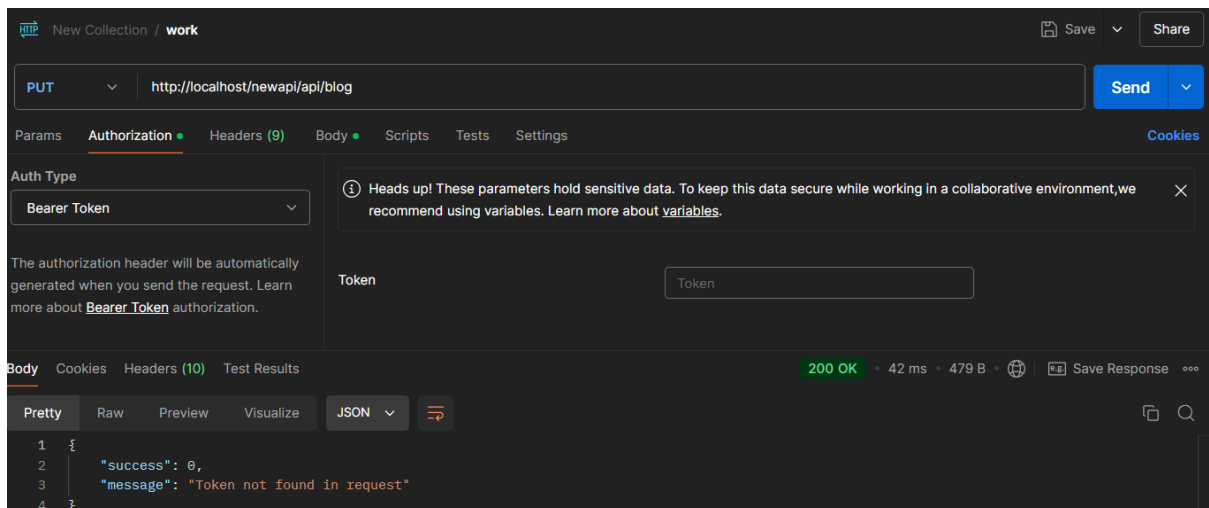 HTTP New Collection / work Save Share
PUT http://localhost/newapi/api/blog Send
Params Authorization Headers (9) Body Scripts Tests Settings Cookies
Auth Type
Bearer Token
The authorization header will be automatically
generated when you send the request. Learn
more about Bearer Token authorization.
Heads up! These parameters hold sensitive data. To keep this data secure while working in a collaborative environment,we
recommend using variables. Learn more about variables.
Token Token
Body Cookies Headers (10) Test Results 200 OK 42 ms 479 B e.g. Save Response
Pretty Raw Preview Visualize JSON
1 {
2 "success": 0,
3 "message": "Token not found in request"
4 }